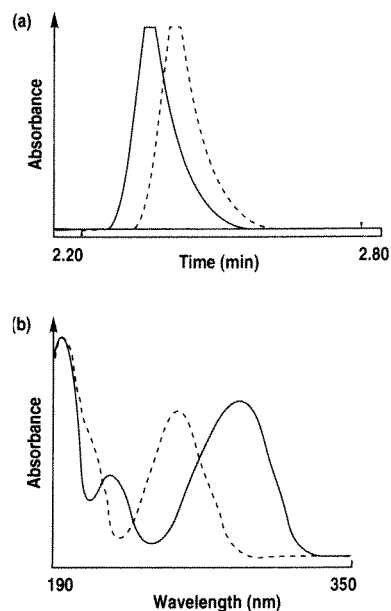 (a)
Absorbance
2.20
2.80
Time (min)
(b)
Absorbance
190
350
Wavelength (nm)